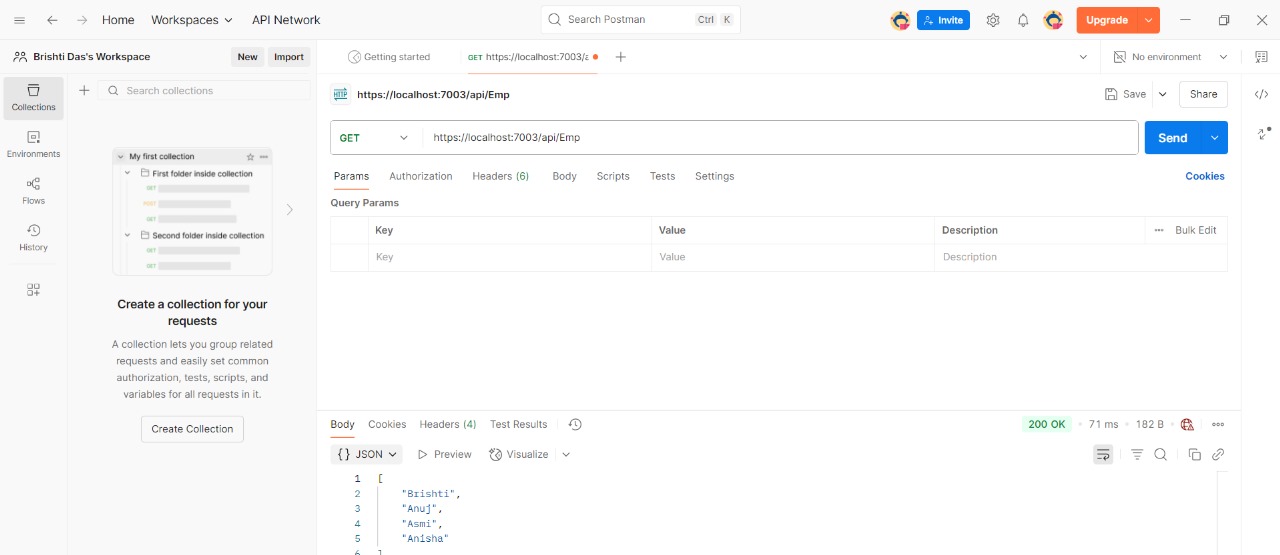 Home Workspaces API Network Search Postman Ctrl K Invite Upgrade
Brishti Das's Workspace New Import Getting started GET https://localhost:7003/a No environment
Collections
Environments
Flows
History
Search collections
My first collection
First folder inside collection
GET
POST
GET
Second folder inside collection
GET
GET
Create a collection for your
requests
A collection lets you group related
requests and easily set common
authorization, tests, scripts, and
variables for all requests in it.
Create Collection
HTTP https://localhost:7003/api/Emp Save Share
GET https://localhost:7003/api/Emp Send
Params Authorization Headers (6) Body Scripts Tests Settings Cookies
Query Params
Key Value Description Bulk Edit
Key Value Description
Body Cookies Headers (4) Test Results 200 OK 71 ms 182 B
{} JSON Preview Visualize
1 [
2 "Brishti",
3 "Anuj",
4 "Asmi",
5 "Anisha"
6 ]